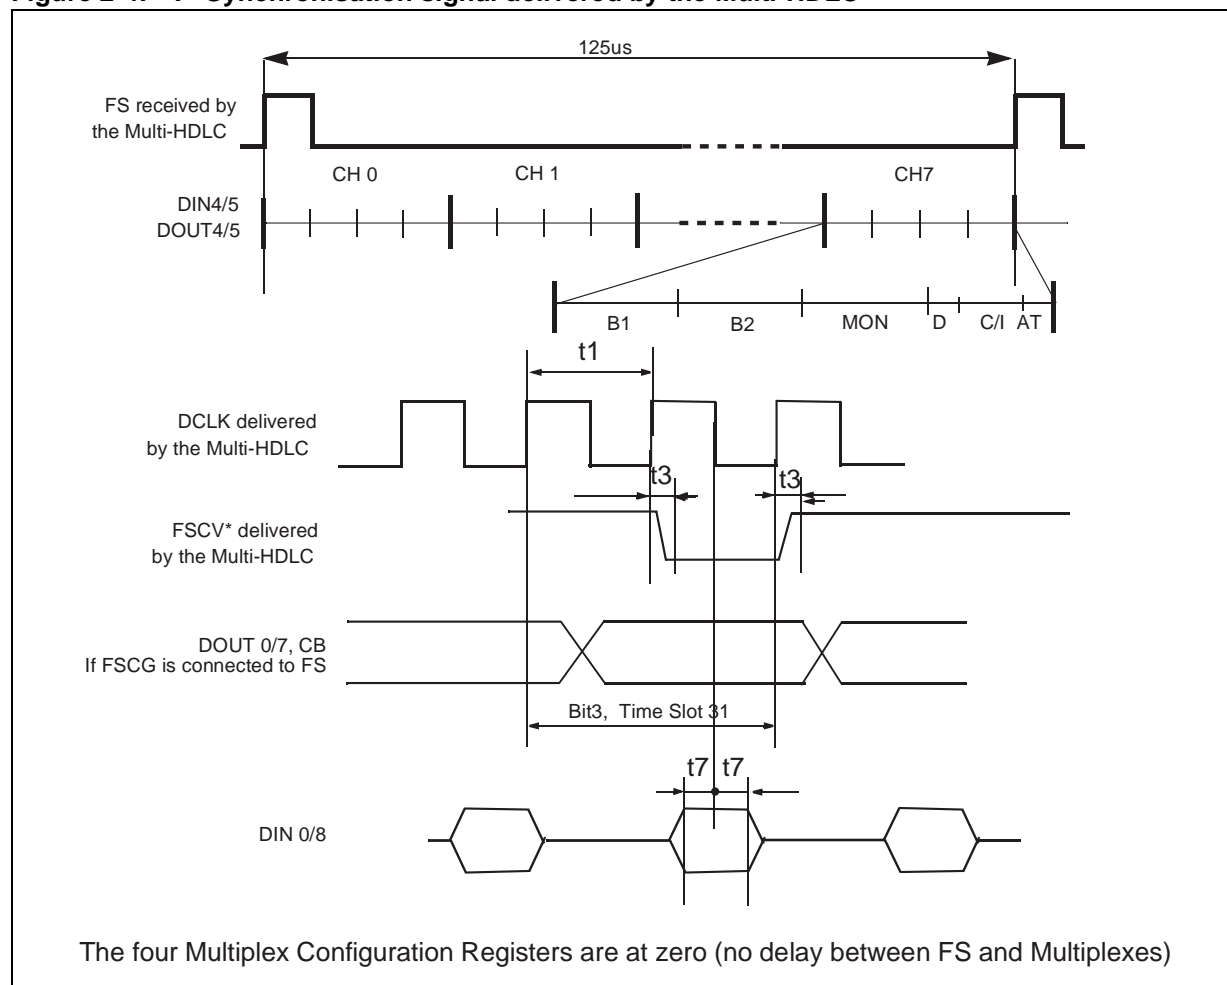 125us
FS received by
the Multi-HDLC
CH 0
CH 1
CH7
DIN4/5
DOUT4/5
B1
B2
MON
D
C/I
AT
t1
DCLK delivered
by the Multi-HDLC
t3
t3
FSCV* delivered
by the Multi-HDLC
DOUT 0/7, CB
If FSCG is connected to FS
Bit3, Time Slot 31
t7
t7
DIN 0/8
The four Multiplex Configuration Registers are at zero (no delay between FS and Multiplexes)